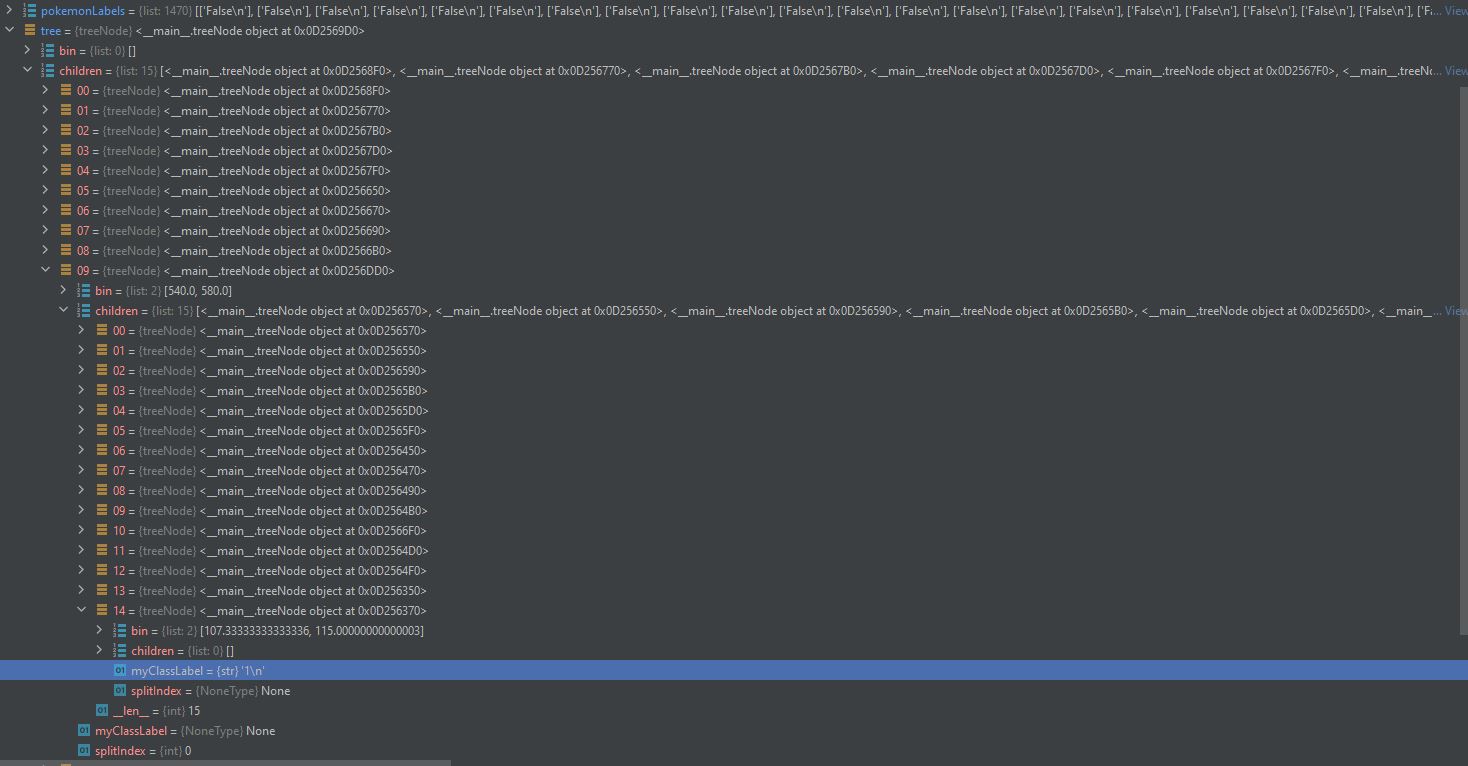 pokemonLabels = {list: 1470} [['False\n'], ['False\n'], ['False\n'], ['False\n'], ['False\n'], ['False\n'], ['False\n'], ['False\n'], ['False\n'], ['False\n'], ['False\n'], ['False\n'], ['False\n'], ['False\n'], ['False\n'], ['False\n'], ['False\n'], ['False\n'], ['False\n'], ['False\n'], ['False\n'], ['F... View
tree = {treeNode} <__main__.treeNode object at 0x0D2569D0>
bin = {list: 0} []
children = {list: 15} [<__main__.treeNode object at 0x0D2568F0>, <__main__.treeNode object at 0x0D256770>, <__main__.treeNode object at 0x0D2567B0>, <__main__.treeNode object at 0x0D2567D0>, <__main__.treeNode object at 0x0D2567F0>, <__main__.treeN... View
00 = {treeNode} <__main__.treeNode object at 0x0D2568F0>
01 = {treeNode} <__main__.treeNode object at 0x0D256770>
02 = {treeNode} <__main__.treeNode object at 0x0D2567B0>
03 = {treeNode} <__main__.treeNode object at 0x0D2567D0>
04 = {treeNode} <__main__.treeNode object at 0x0D2567F0>
05 = {treeNode} <__main__.treeNode object at 0x0D256650>
06 = {treeNode} <__main__.treeNode object at 0x0D256670>
07 = {treeNode} <__main__.treeNode object at 0x0D256690>
08 = {treeNode} <__main__.treeNode object at 0x0D2566B0>
09 = {treeNode} <__main__.treeNode object at 0x0D256DD0>
bin = {list: 2} [540.0, 580.0]
children = {list: 15} [<__main__.treeNode object at 0x0D256570>, <__main__.treeNode object at 0x0D256550>, <__main__.treeNode object at 0x0D256590>, <__main__.treeNode object at 0x0D2565B0>, <__main__.treeNode object at 0x0D2565D0>, <__main__... View
00 = {treeNode} <__main__.treeNode object at 0x0D256570>
01 = {treeNode} <__main__.treeNode object at 0x0D256550>
02 = {treeNode} <__main__.treeNode object at 0x0D256590>
03 = {treeNode} <__main__.treeNode object at 0x0D2565B0>
04 = {treeNode} <__main__.treeNode object at 0x0D2565D0>
05 = {treeNode} <__main__.treeNode object at 0x0D2565F0>
06 = {treeNode} <__main__.treeNode object at 0x0D256450>
07 = {treeNode} <__main__.treeNode object at 0x0D256470>
08 = {treeNode} <__main__.treeNode object at 0x0D256490>
09 = {treeNode} <__main__.treeNode object at 0x0D2564B0>
10 = {treeNode} <__main__.treeNode object at 0x0D2566F0>
11 = {treeNode} <__main__.treeNode object at 0x0D2564D0>
12 = {treeNode} <__main__.treeNode object at 0x0D2564F0>
13 = {treeNode} <__main__.treeNode object at 0x0D256350>
14 = {treeNode} <__main__.treeNode object at 0x0D256370>
bin = {list: 2} [107.33333333333336, 115.00000000000003]
children = {list: 0} []
myClassLabel = {str} '1\n'
splitIndex = {NoneType} None
__len__ = {int} 15
myClassLabel = {NoneType} None
splitIndex = {int} 0